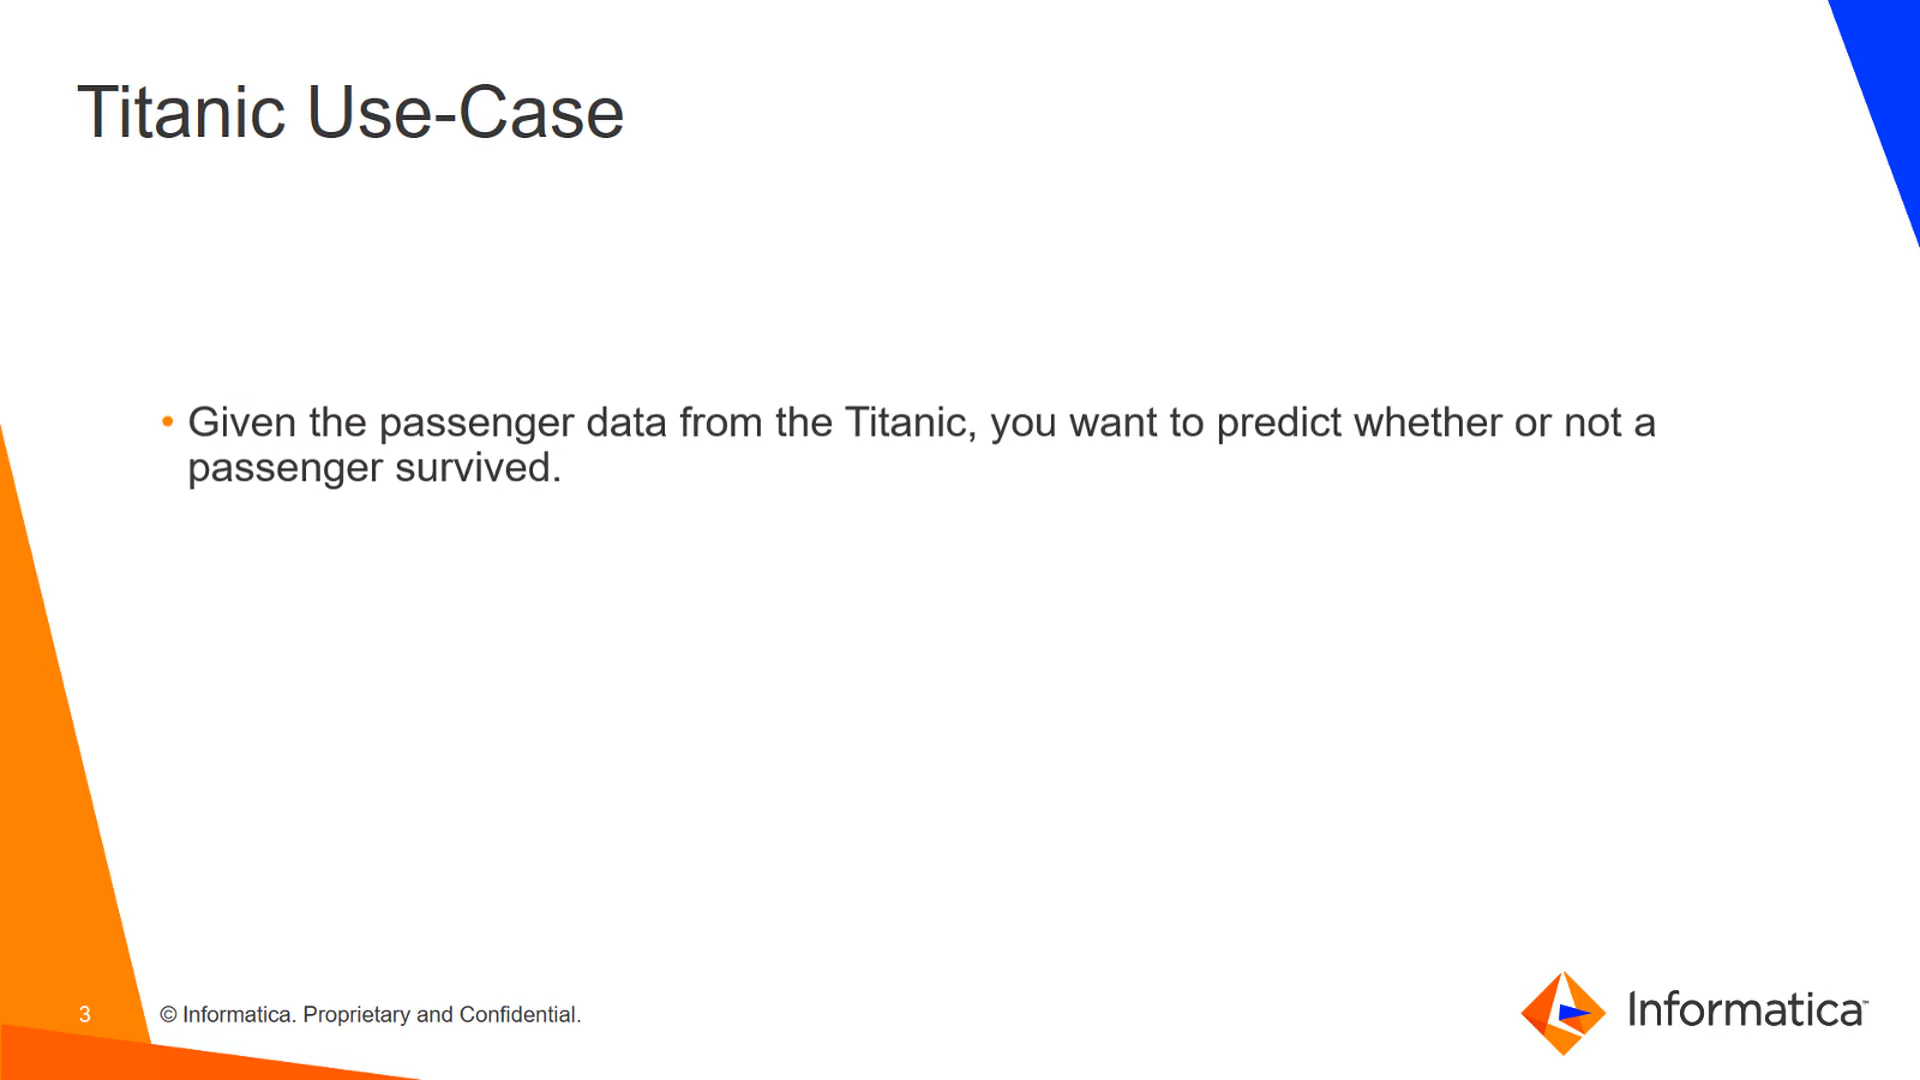 Titanic Use-Case
• Given the passenger data from the Titanic, you want to predict whether or not a
passenger survived.
3
© Informatica. Proprietary and Confidential.
Informatica™